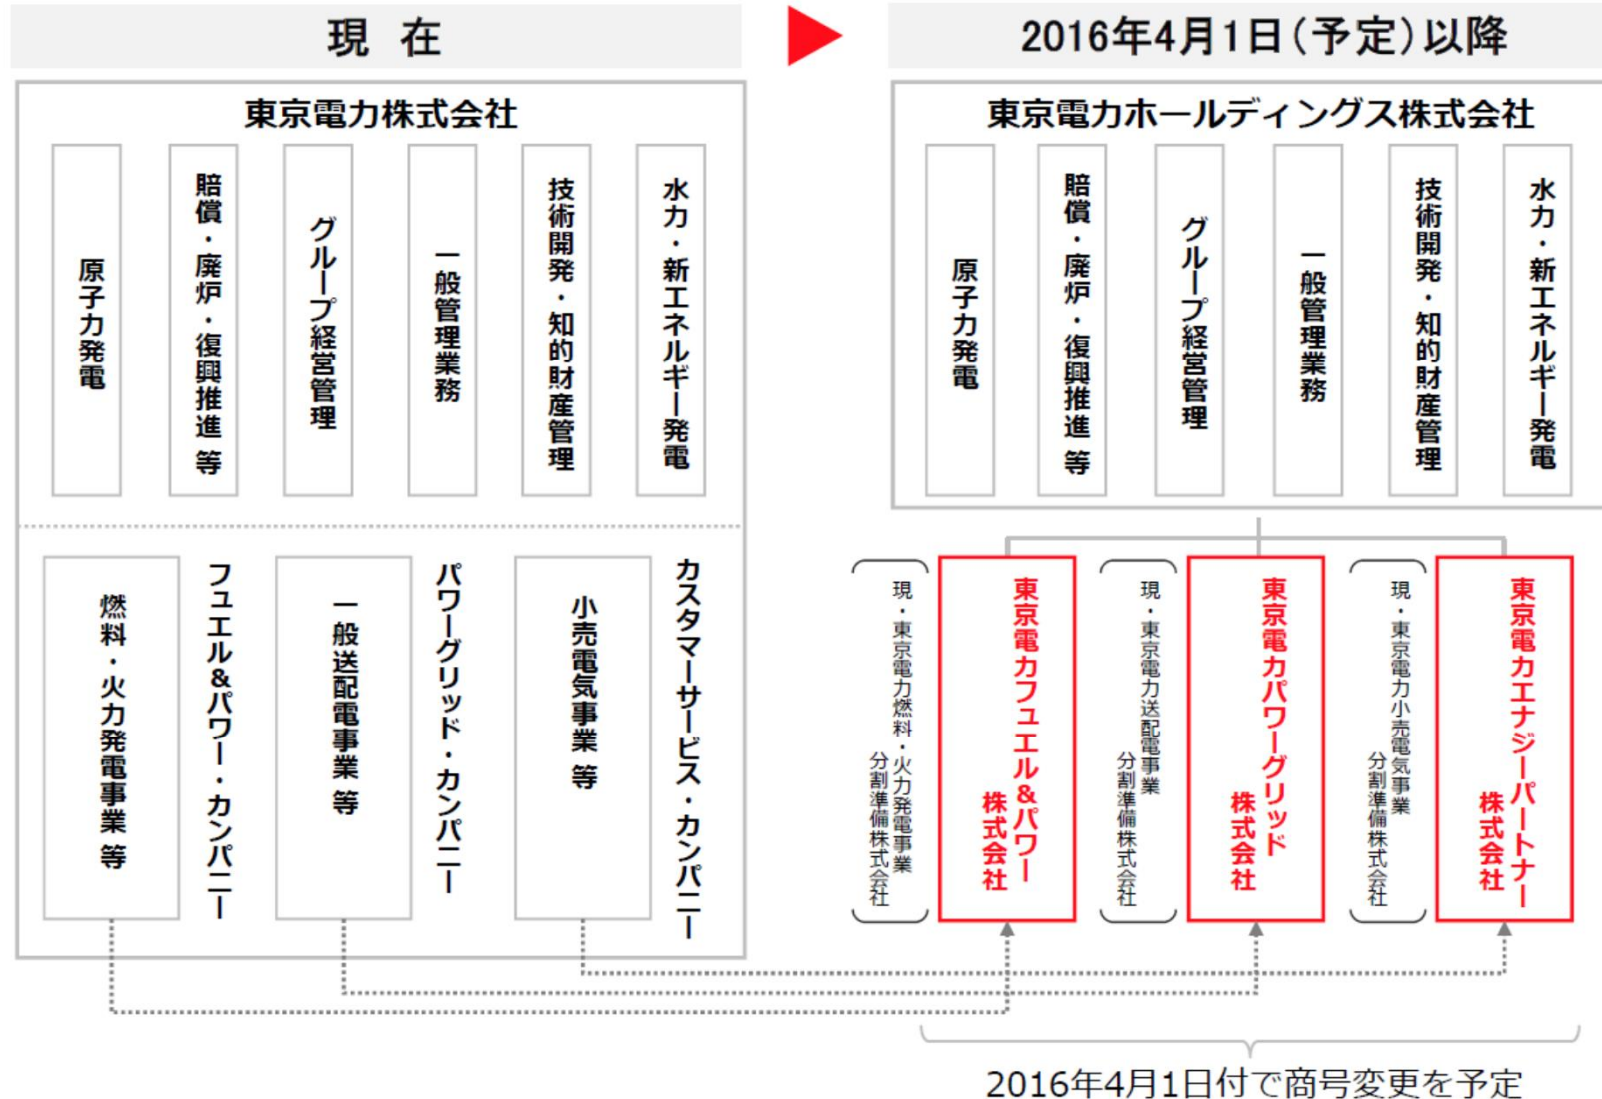 現 在
東京電力株式会社
原子力発電
賠償・廃炉・復興推進 等
グループ経営管理
一般管理業務
技術開発・知的財産管理
水力・新エネルギー発電
燃料・火力発電事業 等
フュエル&パワー・カンパニー
一般送配電事業 等
パワーグリッド・カンパニー
小売電気事業 等
カスタマーサービス・カンパニー
2016年4月1日(予定)以降
東京電力ホールディングス株式会社
原子力発電
賠償・廃炉・復興推進 等
グループ経営管理
一般管理業務
技術開発・知的財産管理
水力・新エネルギー発電
現・東京電力燃料・火力発電事業
分割準備株式会社
東京電力フュエル&パワー
株式会社
現・東京電力送配電事業
分割準備株式会社
東京電力パワーグリッド
株式会社
現・東京電力小売電気事業
分割準備株式会社
東京電力エナジーパートナー
株式会社
2016年4月1日付で商号変更を予定